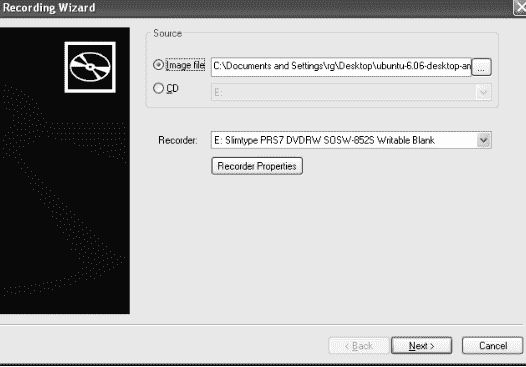 Recording Wizard
Source
Image file
C:\Documents and Settings\rg\Desktop\ubuntu-6.06-desktop-am
...
CD
E:
Recorder:
E: Slimtype PRS7 DVDRW SOSW-852S Writable Blank
Recorder Properties
< Back
Next >
Cancel